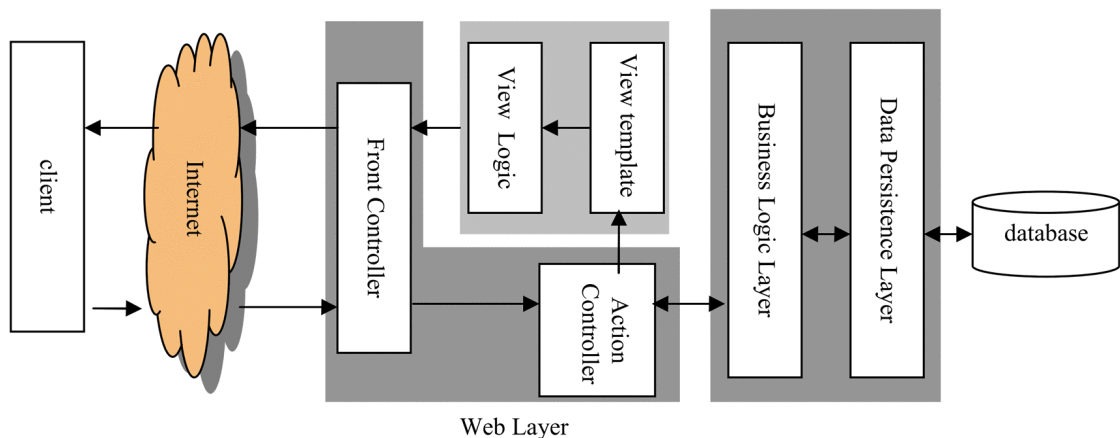 client
Internet
Front Controller
View Logic
View template
Action
Controller
Business Logic Layer
Data Persistence Layer
database
Web Layer